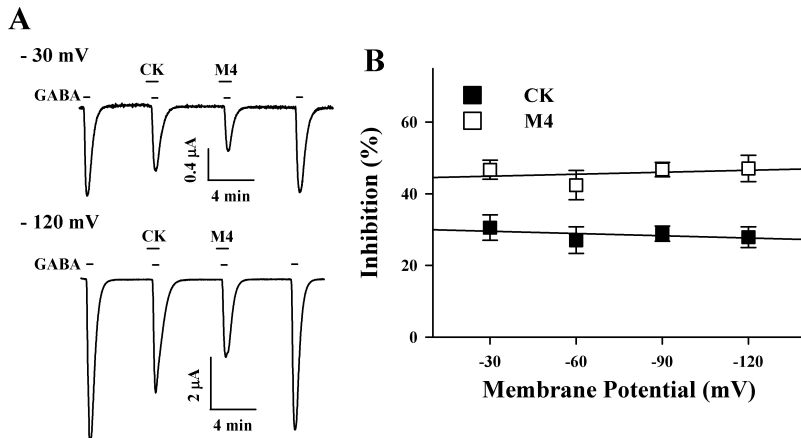 A
- 30 mV
CK M4
GABA
0.4 µA
4 min
- 120 mV
CK M4
GABA
2 µA
4 min
B
CK
M4
Inhibition (%)
60
40
20
0
-30 -60 -90 -120
Membrane Potential (mV)